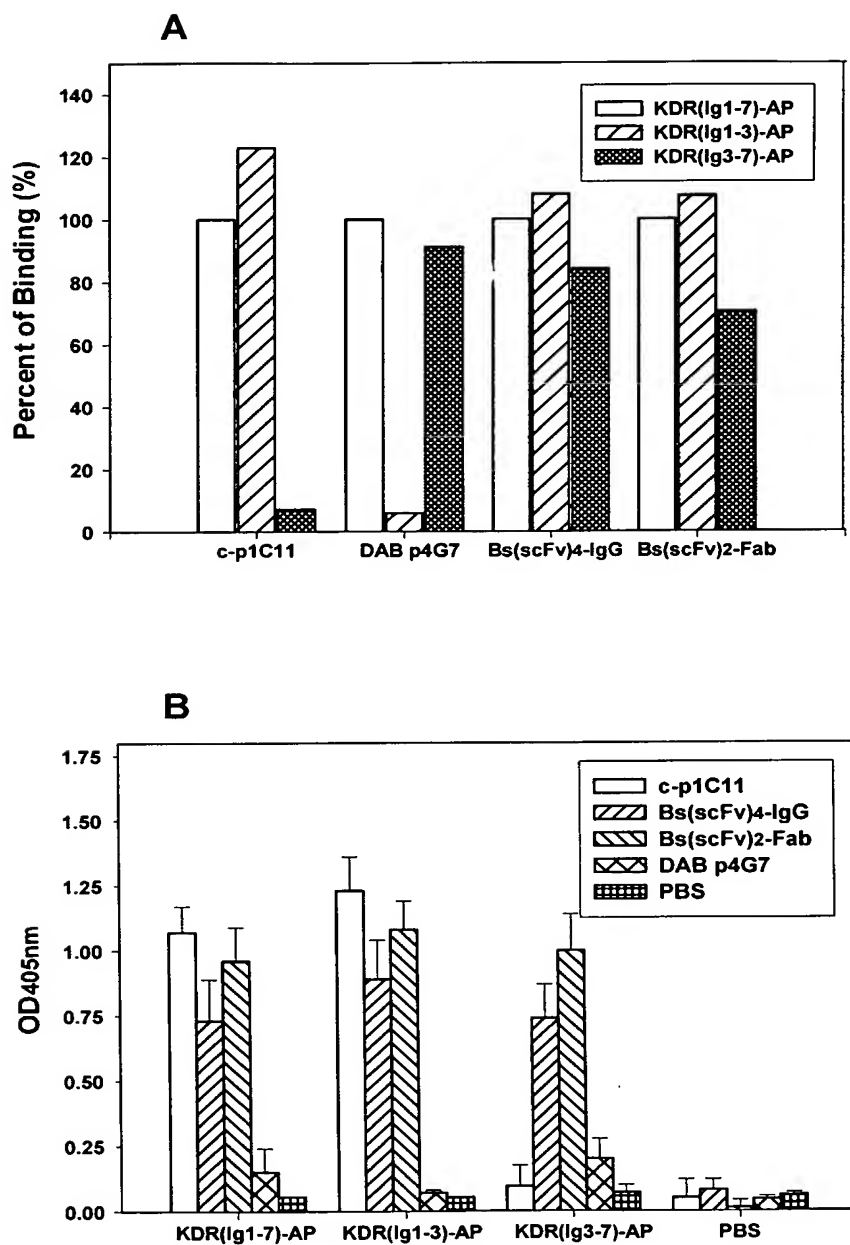 A
Percent of Binding (%)
140
120
100
80
60
40
20
0
KDR(Ig1-7)-AP
KDR(Ig1-3)-AP
KDR(Ig3-7)-AP
c-p1C11
DAB p4G7
Bs(scFv)4-IgG
Bs(scFv)2-Fab
B
OD405nm
1.75
1.50
1.25
1.00
0.75
0.50
0.25
0.00
c-p1C11
Bs(scFv)4-IgG
Bs(scFv)2-Fab
DAB p4G7
PBS
KDR(Ig1-7)-AP
KDR(Ig1-3)-AP
KDR(Ig3-7)-AP
PBS